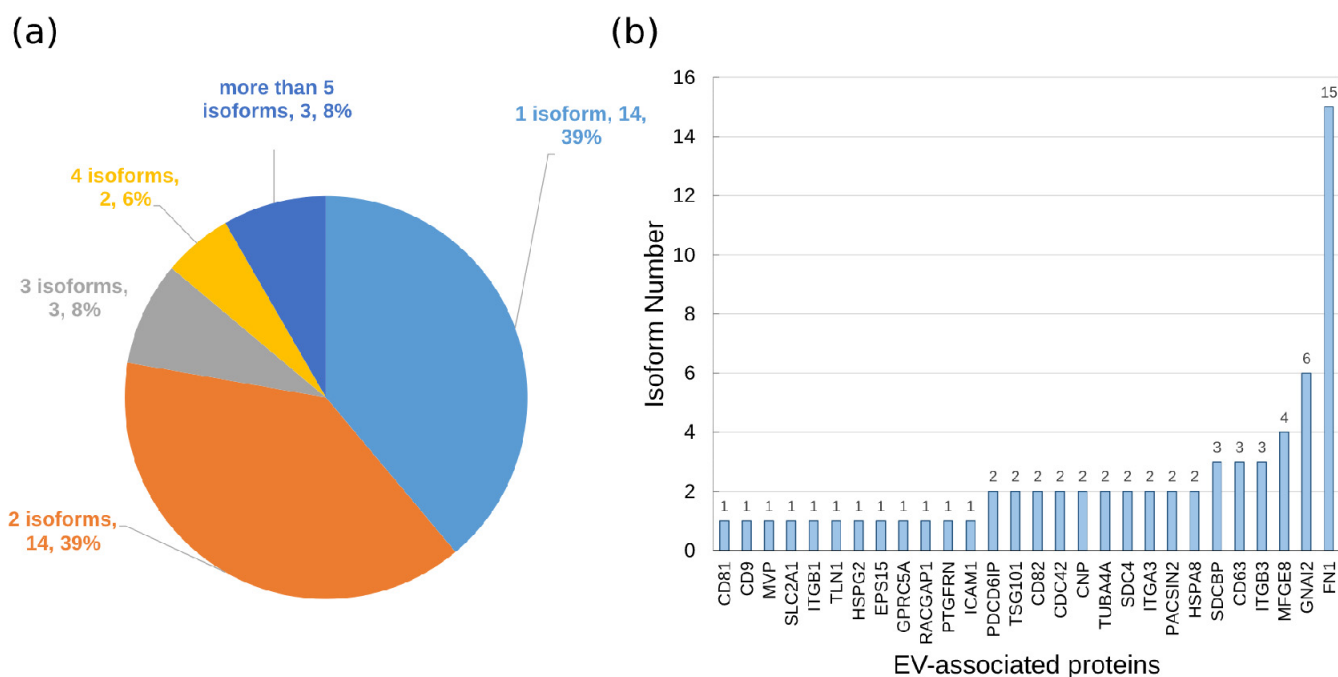 (a)
more than 5
isoforms, 3, 8%
1 isoform, 14,
39%
4 isoforms,
2, 6%
3 isoforms,
3, 8%
2 isoforms,
14, 39%
(b)
Isoform Number
16
14
12
10
8
6
4
2
0
1
1
1
1
1
1
1
1
1
1
1
1
2
2
2
2
2
2
2
2
2
2
3
3
3
4
6
15
CD81
CD9
MVP
SLC2A1
ITGB1
TLN1
HSPG2
EPS15
GPRC5A
RACGAP1
PTGFRN
ICAM1
PDCD6IP
TSG101
CD82
CDC42
CNP
TUBA4A
SDC4
ITGA3
PACSIN2
HSPA8
SDCBP
CD63
ITGB3
MFGE8
GNAI2
FN1
EV-associated proteins